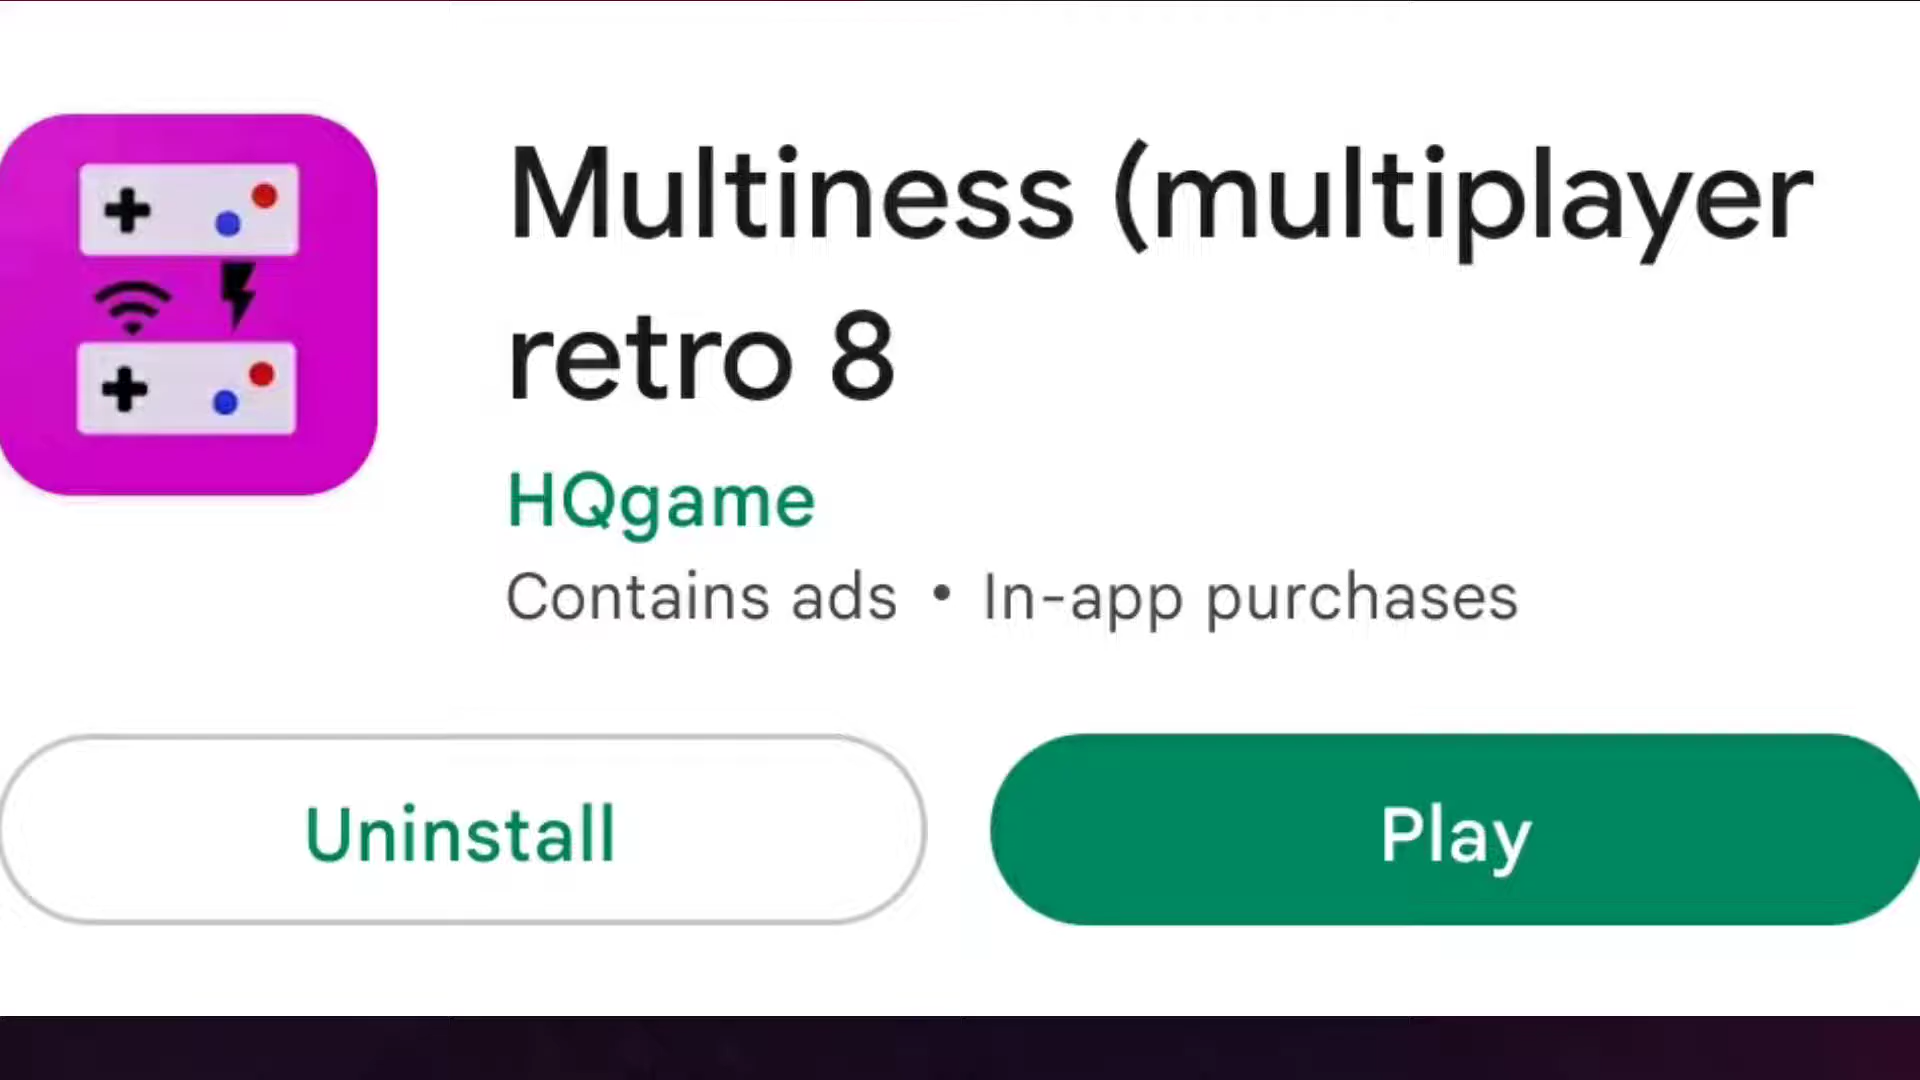 Multiness (multiplayer
retro 8
HQgame
Contains ads • In-app purchases
Uninstall
Play